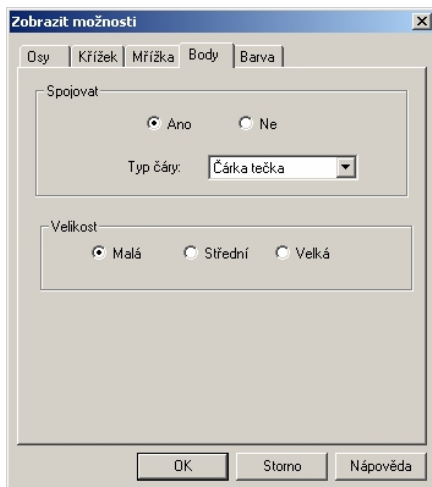 Zobrazit možnosti
Osy Křížek Mřížka Body Barva
Spojovat
Ano Ne
Typ čáry: Čárka tečka
Velikost
Malá Střední Velká
OK Storno Nápověda